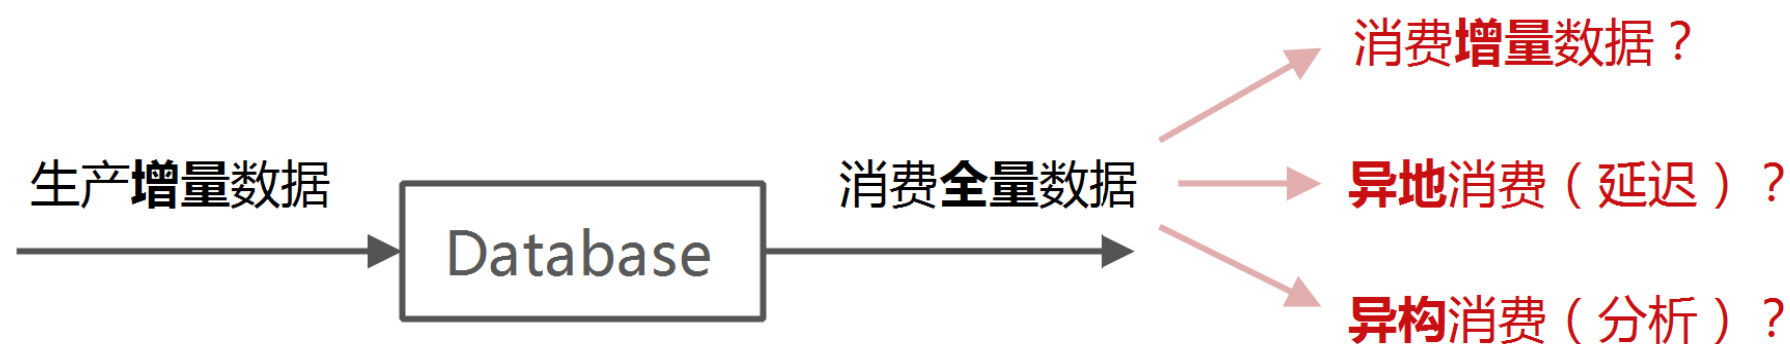 生产增量数据
Database
消费全量数据
消费增量数据？
异地消费（延迟）？
异构消费（分析）？